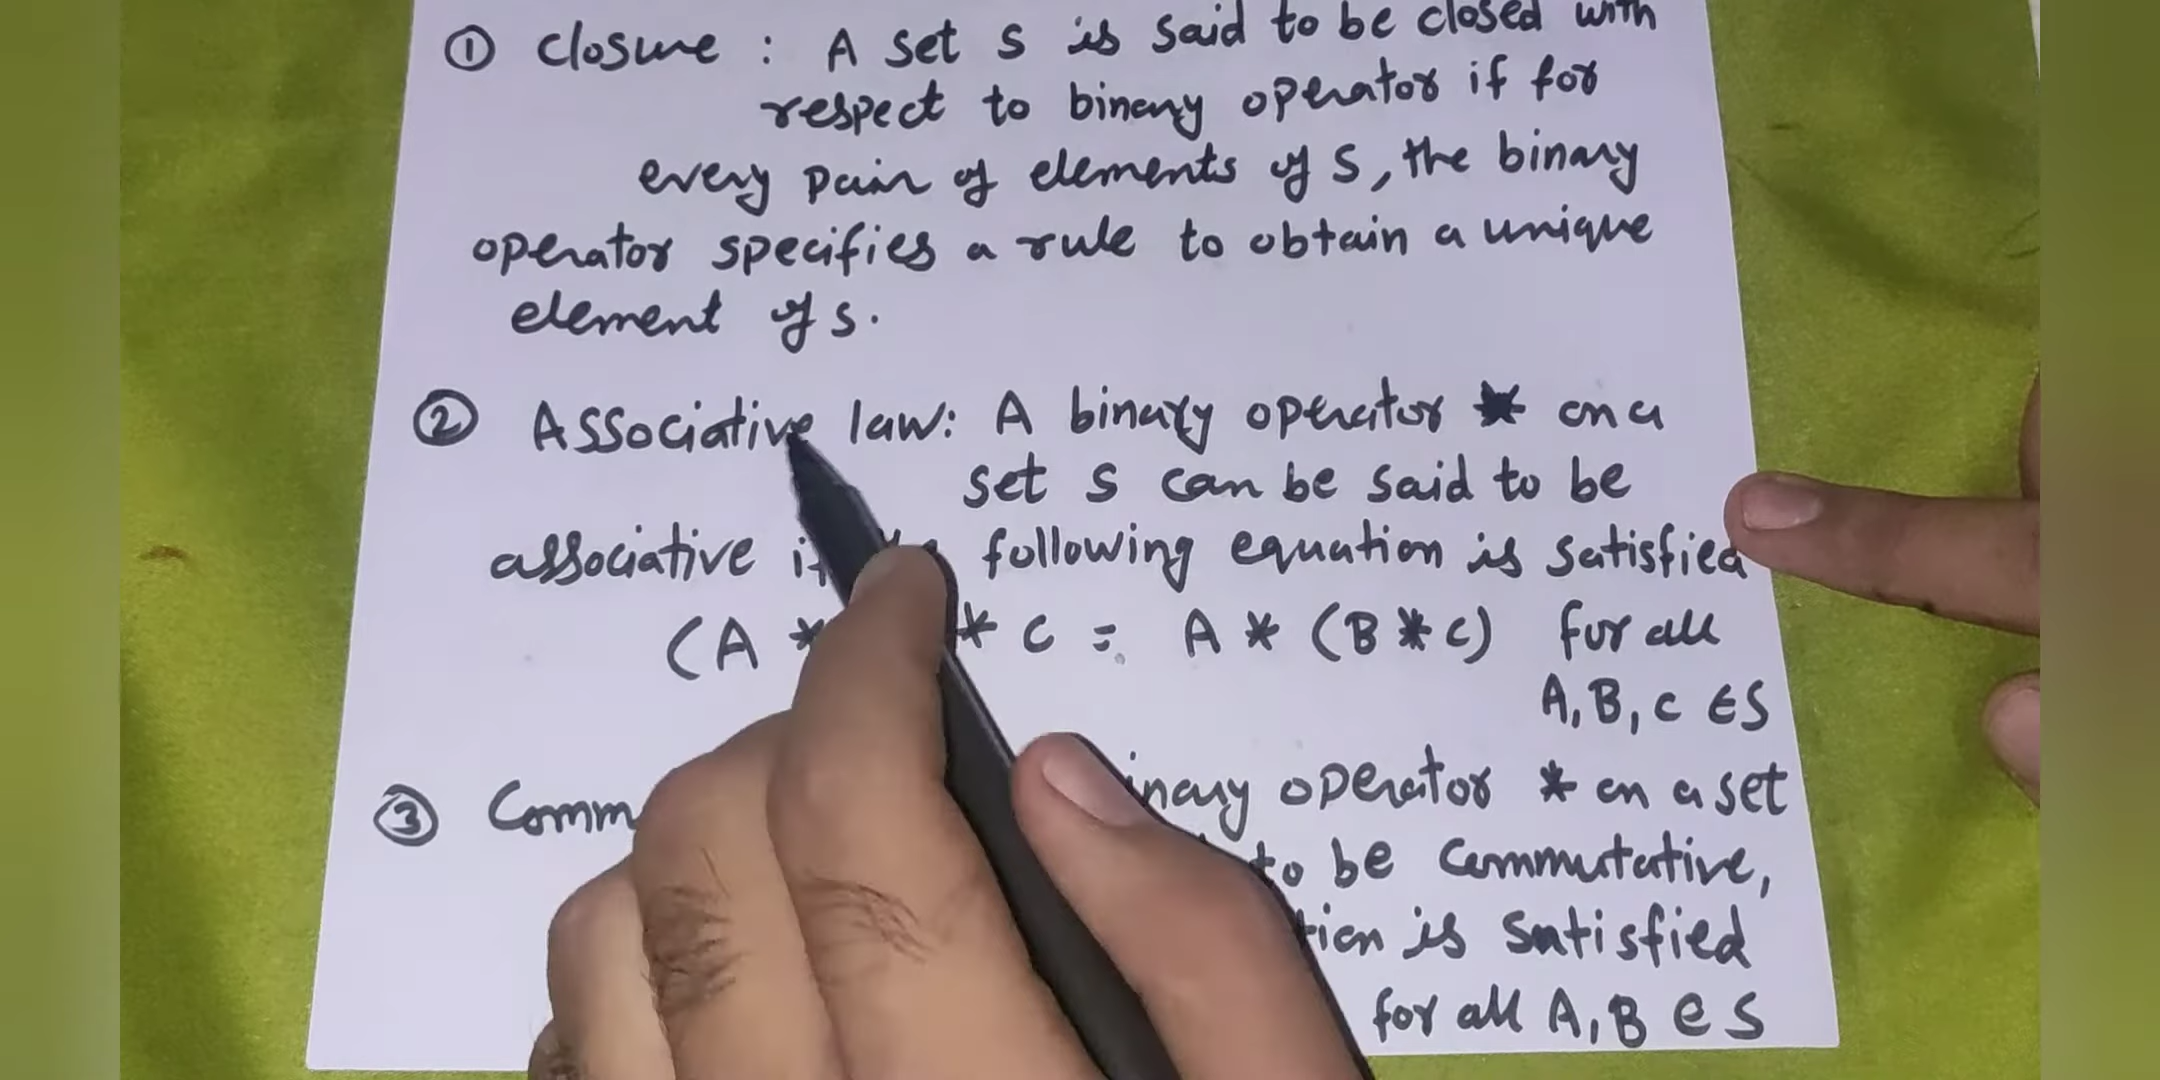 ① Closure : A set S is said to be closed with
respect to binary operator if for
every pair of elements of S, the binary
operator specifies a rule to obtain a unique
element of S.
② Associative law: A binary operator * on a
set S can be said to be
associative following equation is satisfied
(A * * C = A * (B * C) for all
A, B, C ∈ S
③ operator * on a set
to be Commutative,
is satisfied
for all A, B ∈ S